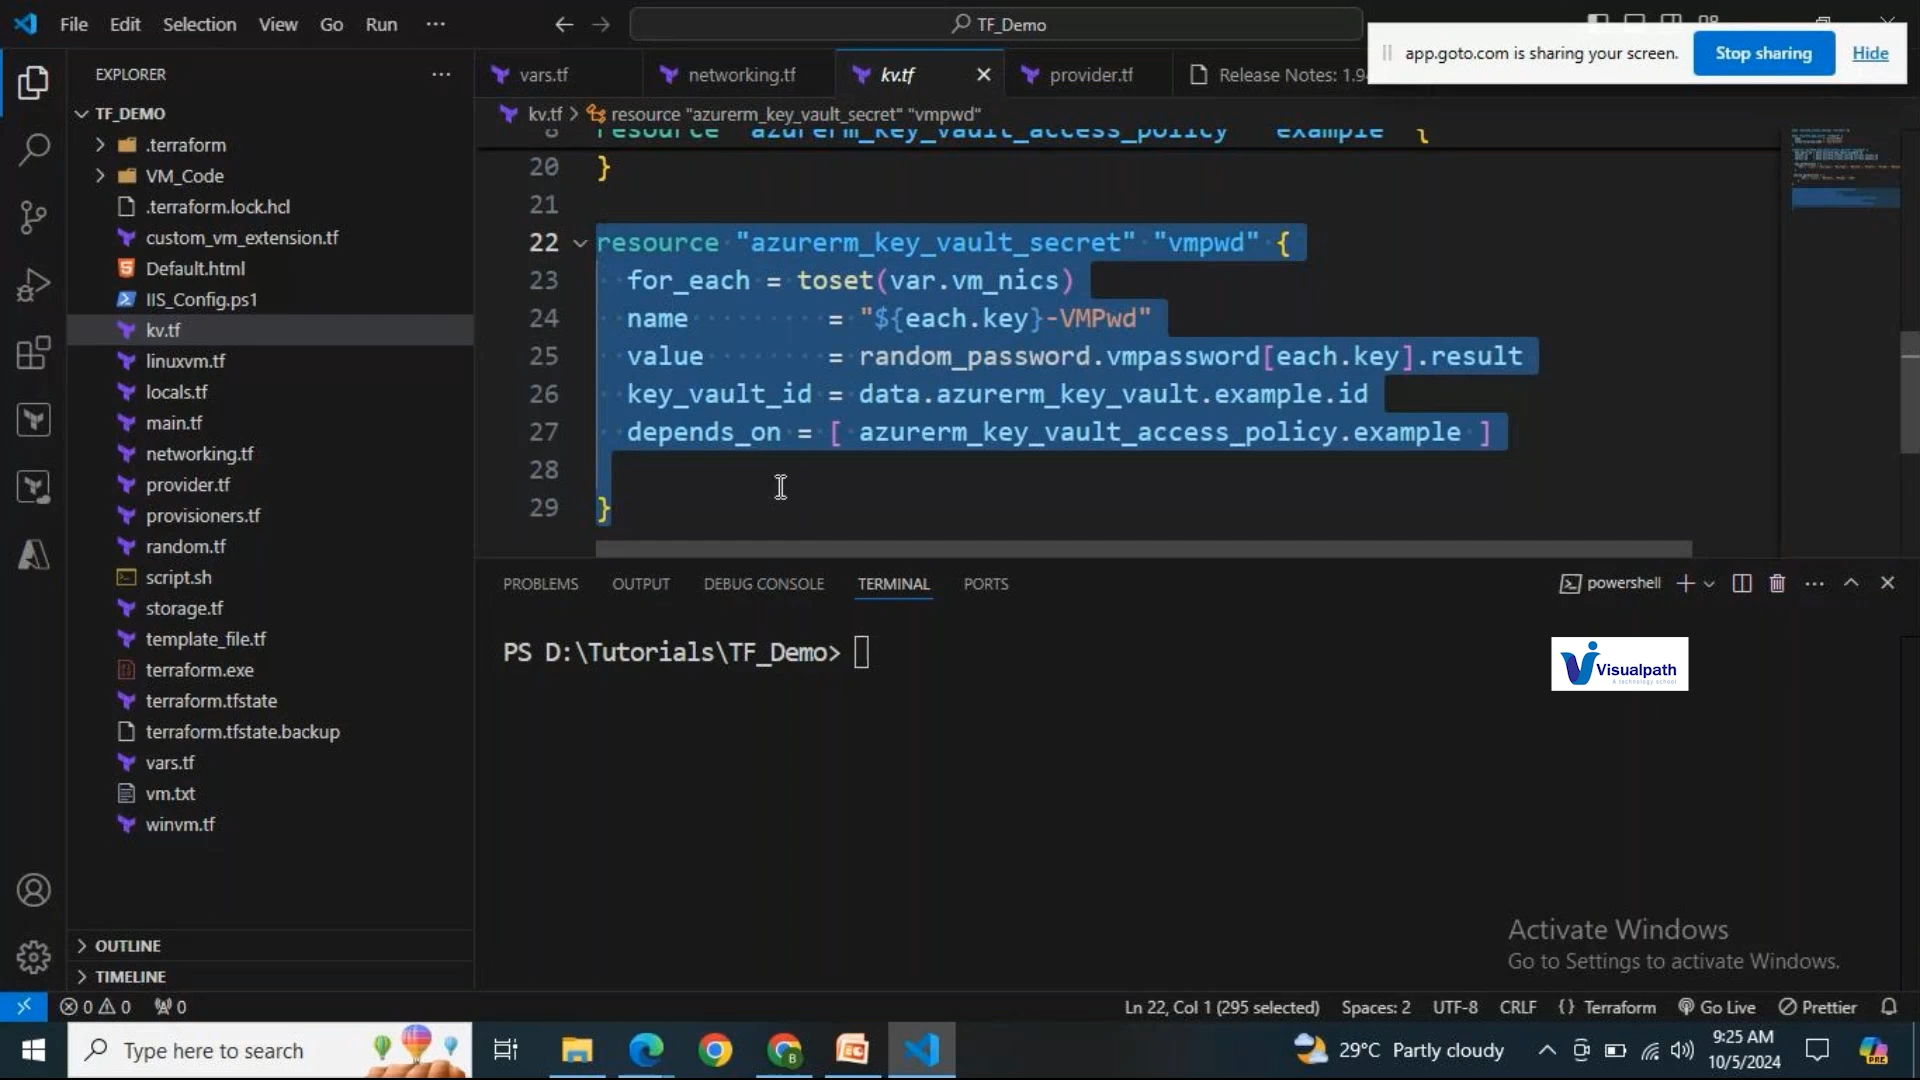 File Edit Selection View Go Run ···
TF_Demo
app.goto.com is sharing your screen. Stop sharing Hide
EXPLORER
vars.tf networking.tf kv.tf provider.tf Release Notes: 1.9
TF_DEMO
kv.tf > resource "azurerm_key_vault_secret" "vmpwd"
.terraform
VM_Code
.terraform.lock.hcl
custom_vm_extension.tf
Default.html
IIS_Config.ps1
kv.tf
linuxvm.tf
locals.tf
main.tf
networking.tf
provider.tf
provisioners.tf
random.tf
script.sh
storage.tf
template_file.tf
terraform.exe
terraform.tfstate
terraform.tfstate.backup
vars.tf
vm.txt
winvm.tf
OUTLINE
TIMELINE
8 resource "azurerm_key_vault_access_policy" "example" {
20 }
21
22 resource "azurerm_key_vault_secret" "vmpwd" {
23 for_each = toset(var.vm_nics)
24 name = "${each.key}-VMPwd"
25 value = random_password.vmpassword[each.key].result
26 key_vault_id = data.azurerm_key_vault.example.id
27 depends_on = [ azurerm_key_vault_access_policy.example ]
28
29 }
PROBLEMS OUTPUT DEBUG CONSOLE TERMINAL PORTS
powershell
PS D:\Tutorials\TF_Demo>
Visualpath
Activate Windows
Go to Settings to activate Windows.
0 0 0
Ln 22, Col 1 (295 selected) Spaces: 2 UTF-8 CRLF {} Terraform Go Live Prettier
Type here to search
29°C Partly cloudy
9:25 AM
10/5/2024